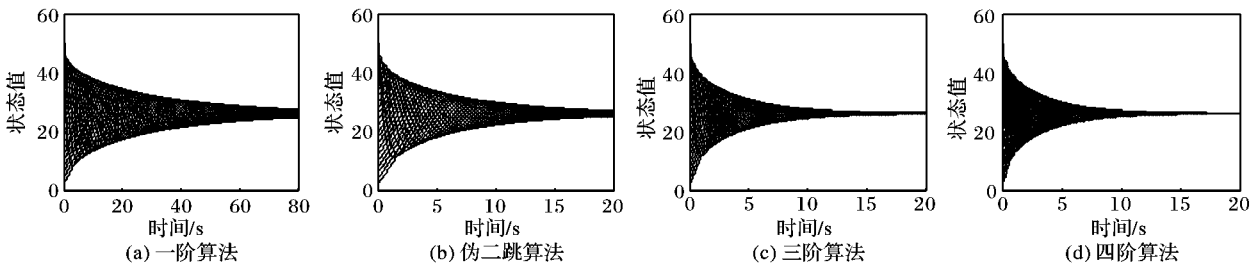 60 60 60 60
40 40 40 40
状态值 状态值 状态值 状态值
20 20 20 20
0 0 0 0
0 20 40 60 80 0 5 10 15 20 0 5 10 15 20 0 5 10 15 20
时间/s 时间/s 时间/s 时间/s
(a) 一阶算法 (b) 伪二跳算法 (c) 三阶算法 (d) 四阶算法